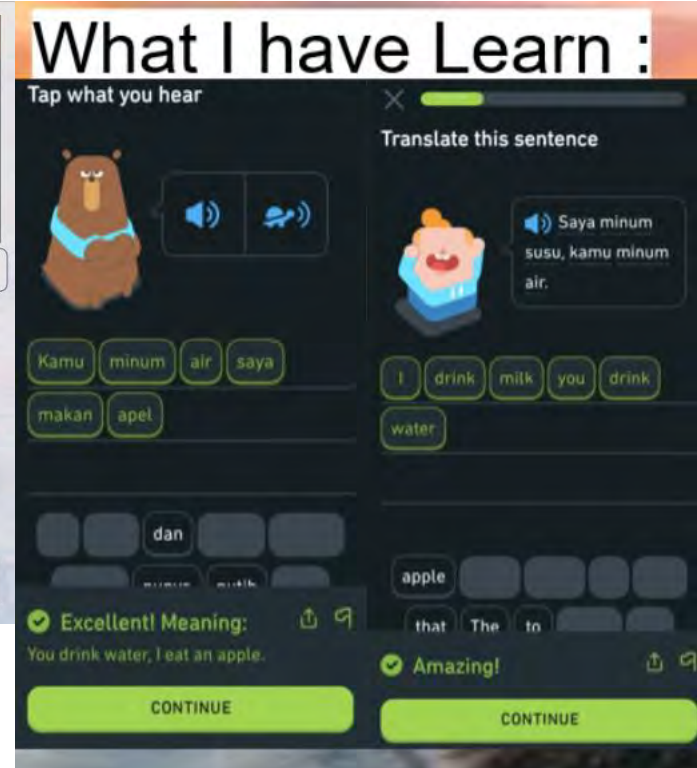 What I have Learn :
Tap what you hear
Kamu minum air saya
makan apel
dan
putih
Excellent! Meaning:
You drink water, I eat an apple.
CONTINUE
Translate this sentence
Saya minum
susu, kamu minum
air.
I drink milk you drink
water
apple
that The to
Amazing!
CONTINUE